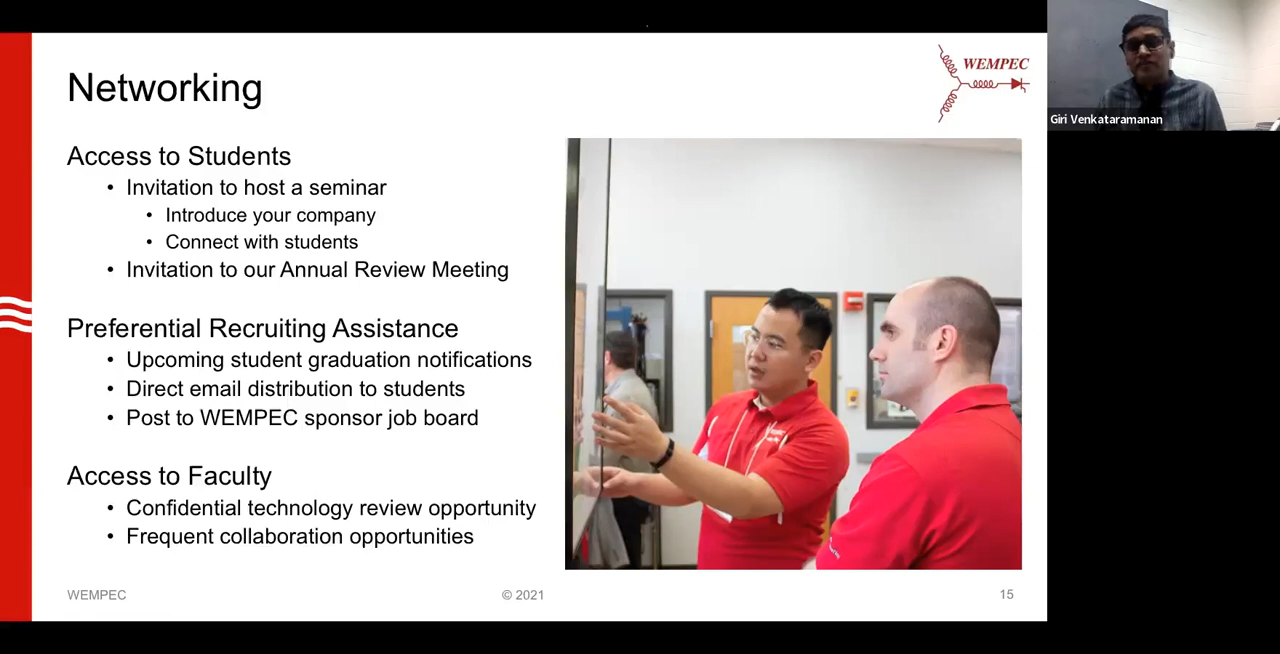 Networking
WEMPEC
Giri Venkataramanan
Access to Students
• Invitation to host a seminar
• Introduce your company
• Connect with students
• Invitation to our Annual Review Meeting
Preferential Recruiting Assistance
• Upcoming student graduation notifications
• Direct email distribution to students
• Post to WEMPEC sponsor job board
Access to Faculty
• Confidential technology review opportunity
• Frequent collaboration opportunities
WEMPEC
© 2021
15